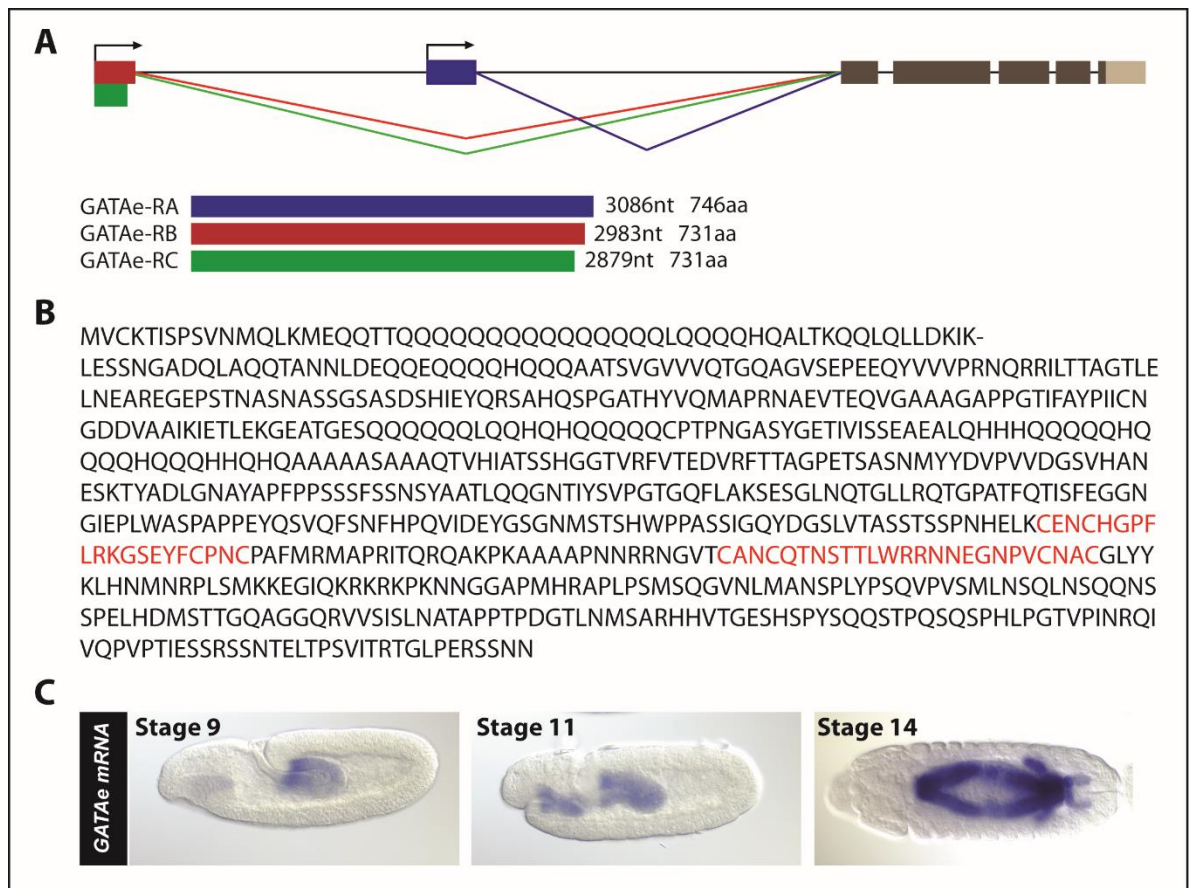 A
GATAe-RA 3086nt 746aa
GATAe-RB 2983nt 731aa
GATAe-RC 2879nt 731aa
B
MVCKTISPSVNMQLKMEQQTTQQQQQQQQQQQQQQQLQQQQHQALTKQQLQLLDKIK-
LESSNGADQLAQQTANNLDEQQEQQQQHQQQAATSVGVVVQTGQAGVSEPEEQYVVVPRNQRRILTTAGTLE
LNEAREGEPSTNASNASSGSASDSHIEYQRSAHQSPGATHYVQMAPRNAEVTEQVGAAAGAPPGTIFAYPIICN
GDDVAAIKIETLEKGEATGESQQQQQQLQQHQHQQQQQCPTPNGASYGETIVISSEAEALQHHHQQQQQHQ
QQQHQQQHHQHQAAAAASAAAQTVHIATSSHGGTVRFVTEDVRFTTAGPETSASNMYYDVPVVDGSVHAN
ESKTYADLGNAYAPFPPSSSFSSNSYAATLQQGNTIYSVPGTGQFLAKSESGLNQTGLLRQTGPATFQTISFEGGN
GIEPLWASPAPPEYQSVQFSNFHPQVIDEYGSGNMSTSHWPPASSIGQYDGSLVTASSTSSPNHELKCENCHGPF
LRKGSEYFCPNCPAFMRMAPRITQRQAKPKAAAAPNNRRNGVTCANCQTNSTTLWRRNNEGNPVCNACGLYY
KLHNMNRPLSMKKEGIQKRKRKPKNNGGAPMHRAPLPSMSQGVNLMANSPLYPSQVPVSMLNSQLNSQQNS
SPELHDMSTTGQAGGQRVVSISLNATAPPTPDGTLNMSARHHVTGESHSPYSQQSTPQSQSPHLPGTVPINRQI
VQPVPTIESSRSSNTELTPSVITRTGLPERSSNN
C
GATAe mRNA
Stage 9 Stage 11 Stage 14